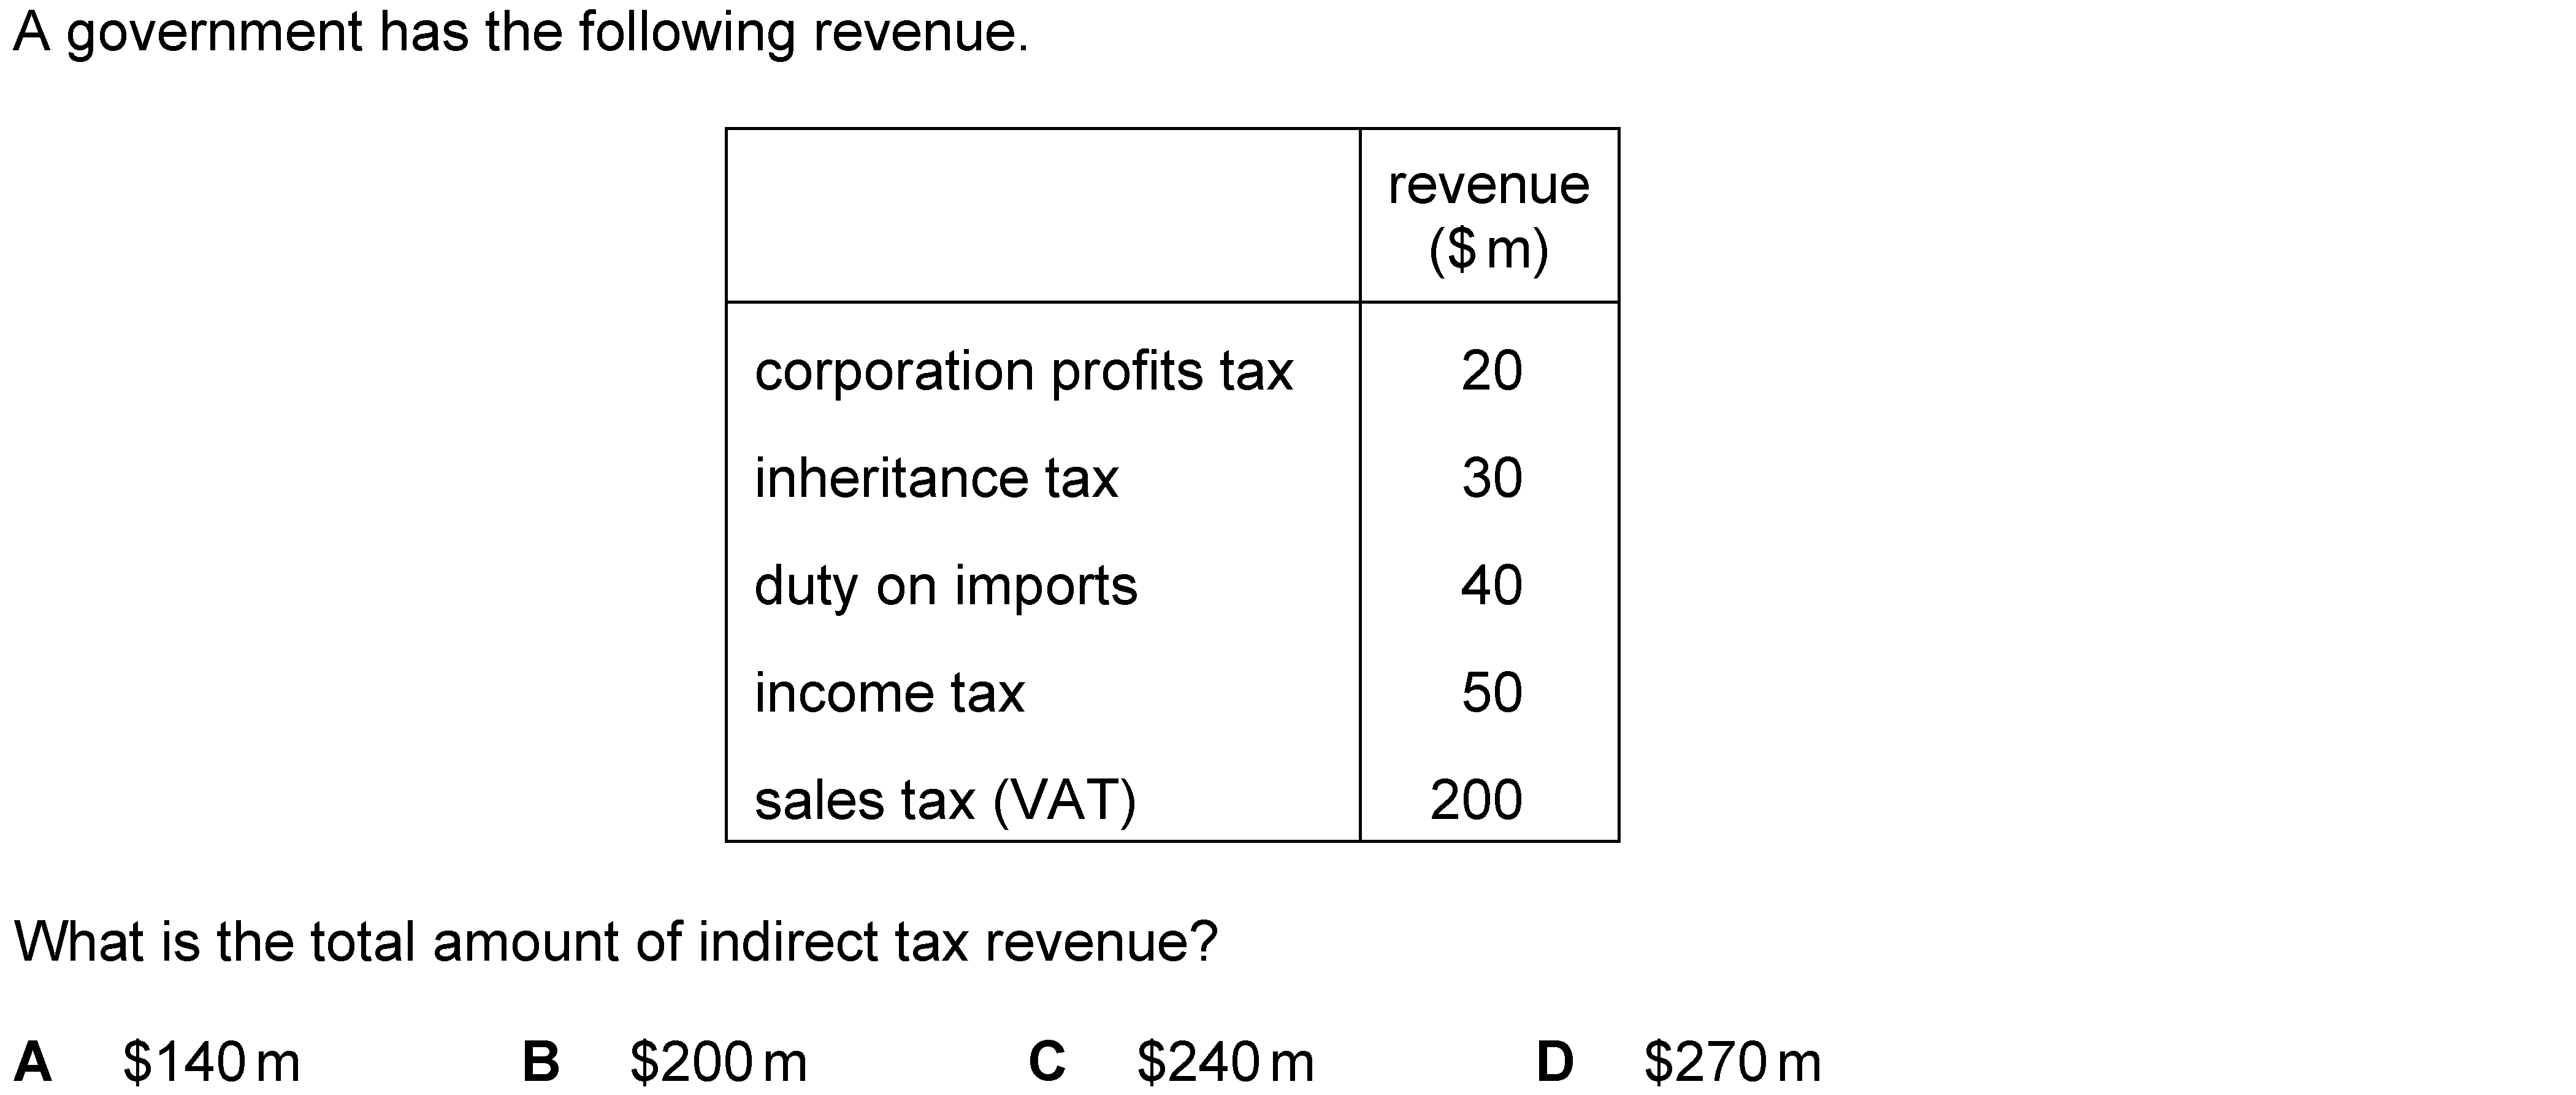 A government has the following revenue.
revenue
($ m)
corporation profits tax 20
inheritance tax 30
duty on imports 40
income tax 50
sales tax (VAT) 200
What is the total amount of indirect tax revenue?
A $140 m B $200 m C $240 m D $270 m